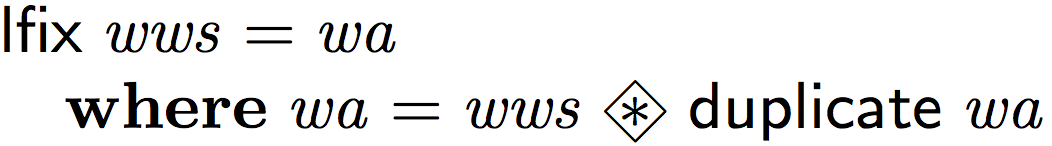 lfix wws = wa
where wa = wws ⟐ duplicate wa